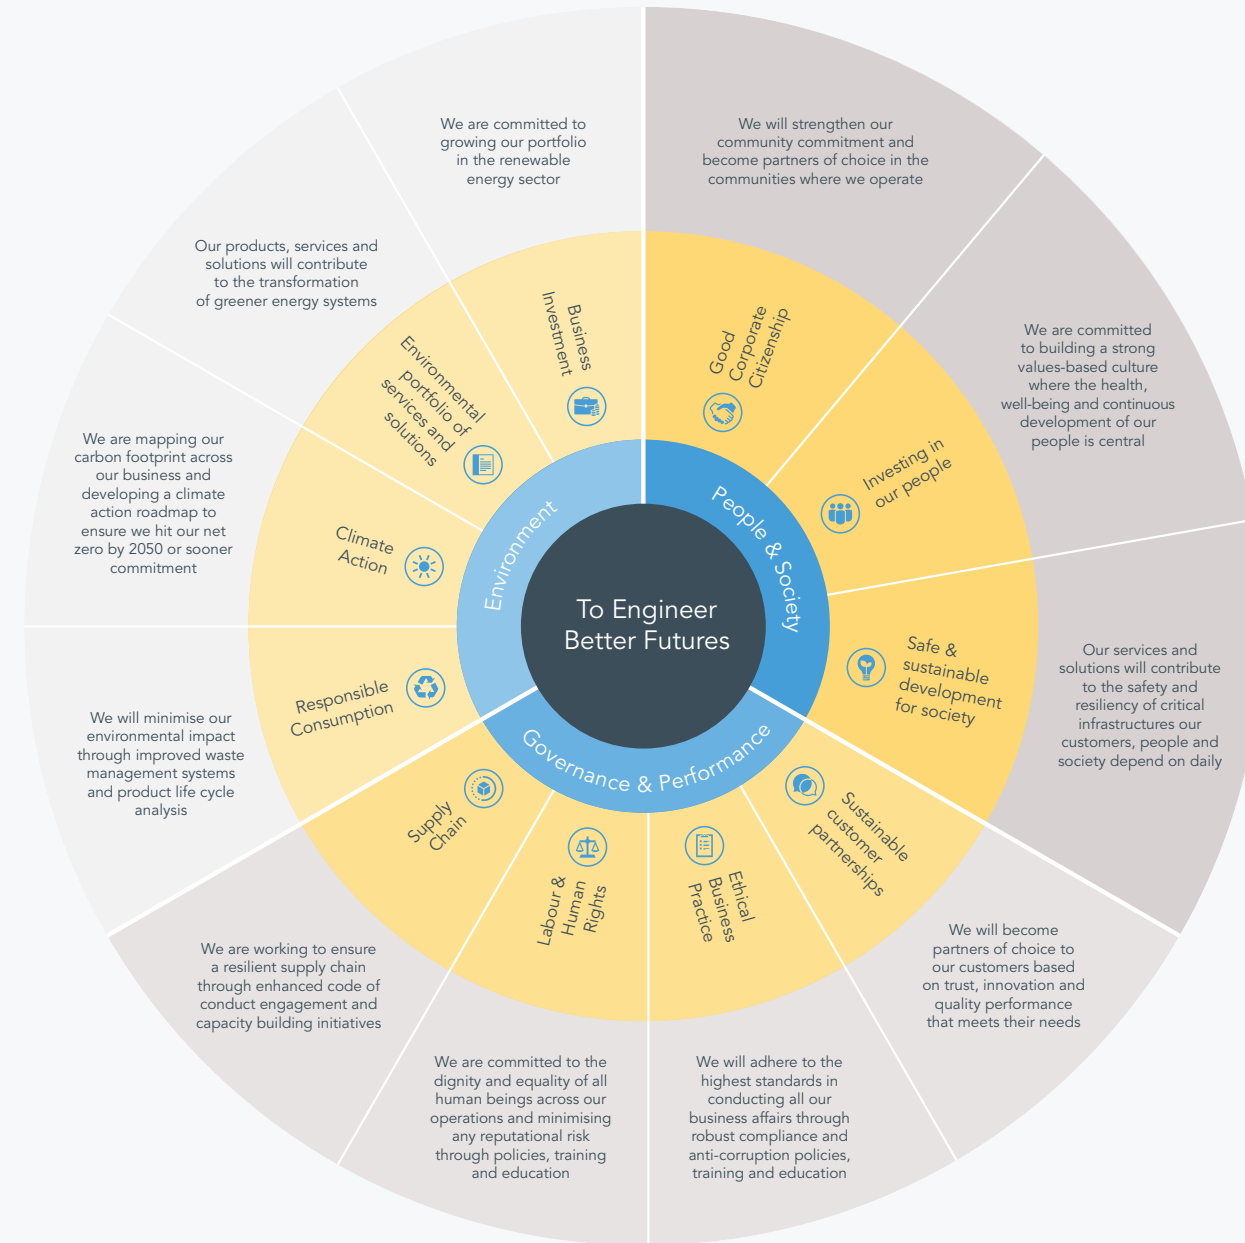 To Engineer
Better Futures
People & Society
Good
Corporate
Citizenship
We will strengthen our
community commitment and
become partners of choice in the
communities where we operate
Investing in
our people
We are committed
to building a strong
values-based culture
where the health,
well-being and continuous
development of our
people is central
Safe &
sustainable
development
for society
Our services and
solutions will contribute
to the safety and
resiliency of critical
infrastructures our
customers, people and
society depend on daily
Governance & Performance
Sustainable
customer
partnerships
We will become
partners of choice to
our customers based
on trust, innovation and
quality performance
that meets their needs
Ethical
Business
Practice
We will adhere to the
highest standards in
conducting all our
business affairs through
robust compliance and
anti-corruption policies,
training and education
Labour &
Human
Rights
We are committed to the
dignity and equality of all
human beings across our
operations and minimising
any reputational risk
through policies, training
and education
Supply
Chain
We are working to ensure
a resilient supply chain
through enhanced code of
conduct engagement and
capacity building initiatives
Environment
Responsible
Consumption
We will minimise our
environmental impact
through improved waste
management systems
and product life cycle
analysis
Climate
Action
We are mapping our
carbon footprint across
our business and
developing a climate
action roadmap to
ensure we hit our net
zero by 2050 or sooner
commitment
Environmental
portfolio of
services and
solutions
Our products, services and
solutions will contribute
to the transformation
of greener energy systems
Business
Investment
We are committed to
growing our portfolio
in the renewable
energy sector